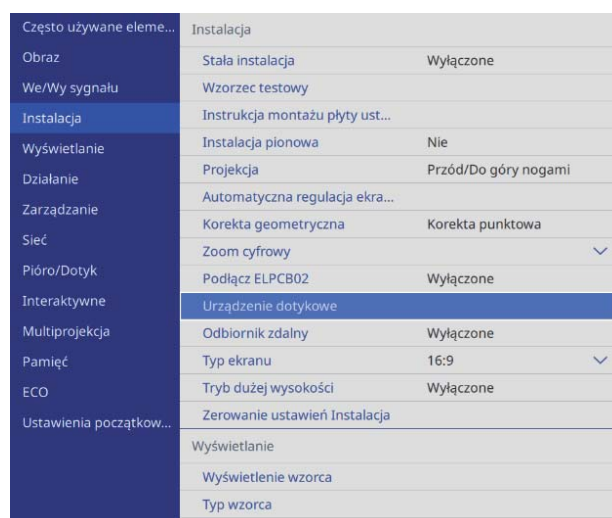 Często używane eleme...
Obraz
We/Wy sygnału
Instalacja
Wyświetlanie
Działanie
Zarządzanie
Sieć
Pióro/Dotyk
Interaktywne
Multiprojekcja
Pamięć
ECO
Ustawienia początkow...
Instalacja
Stała instalacja Wyłączone
Wzorzec testowy
Instrukcja montażu płyty ust...
Instalacja pionowa Nie
Projekcja Przód/Do góry nogami
Automatyczna regulacja ekra...
Korekta geometryczna Korekta punktowa
Zoom cyfrowy
Podłącz ELPCB02 Wyłączone
Urządzenie dotykowe
Odbiornik zdalny Wyłączone
Typ ekranu 16:9
Tryb dużej wysokości Wyłączone
Zerowanie ustawień Instalacja
Wyświetlanie
Wyświetlenie wzorca
Typ wzorca